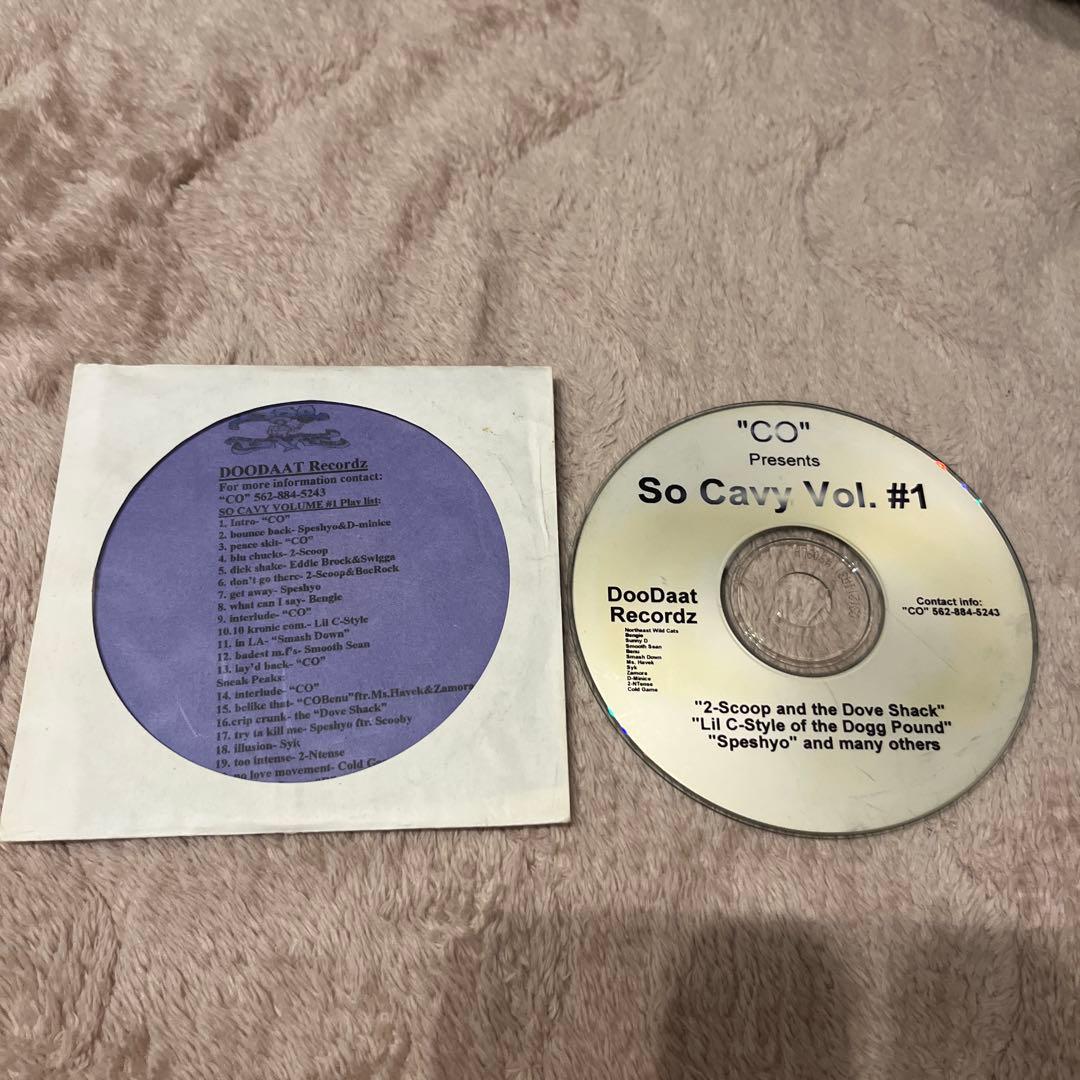 DOODAAT Recordz
For more information contact:
"CO" 562-884-5243
SO CAVY VOLUME #1 Play list:
1. Intro- "CO"
2. bounce back- Speshyo&D-minice
3. peace skit- "CO"
4. blu chucks- 2-Scoop
5. dick shake- Eddie Brock&Swigga
6. don't go there- 2-Scoop&BocRock
7. get away- Speshyo
8. what can I say- Bengie
9. interlude- "CO"
10. 10 kronic com.- Lil C-Style
11. in LA- "Smash Down"
12. badest m.f's- Smooth Sean
13. lay'd back- "CO"
Sneak Peaks:
14. interlude- "CO"
15. belike that- "COBenu"ftr.Ms.Havek&Zamora
16.crip crunk- the "Dove Shack"
17. try ta kill me- Speshyo ftr. Scooby
18. illusion- Syk
19. too intense- 2-Ntense
no love movement- Cold
"CO"
Presents
So Cavy Vol. #1
DooDaat
Recordz
Northeast Wild Cats
Bengie
Sunny D
Smooth Sean
Benu
Smash Down
Ms. Havek
Syk
Zamora
D-Minice
2-NTense
Cold Game
Contact info:
"CO" 562-884-5243
"2-Scoop and the Dove Shack"
"Lil C-Style of the Dogg Pound"
"Speshyo" and many others